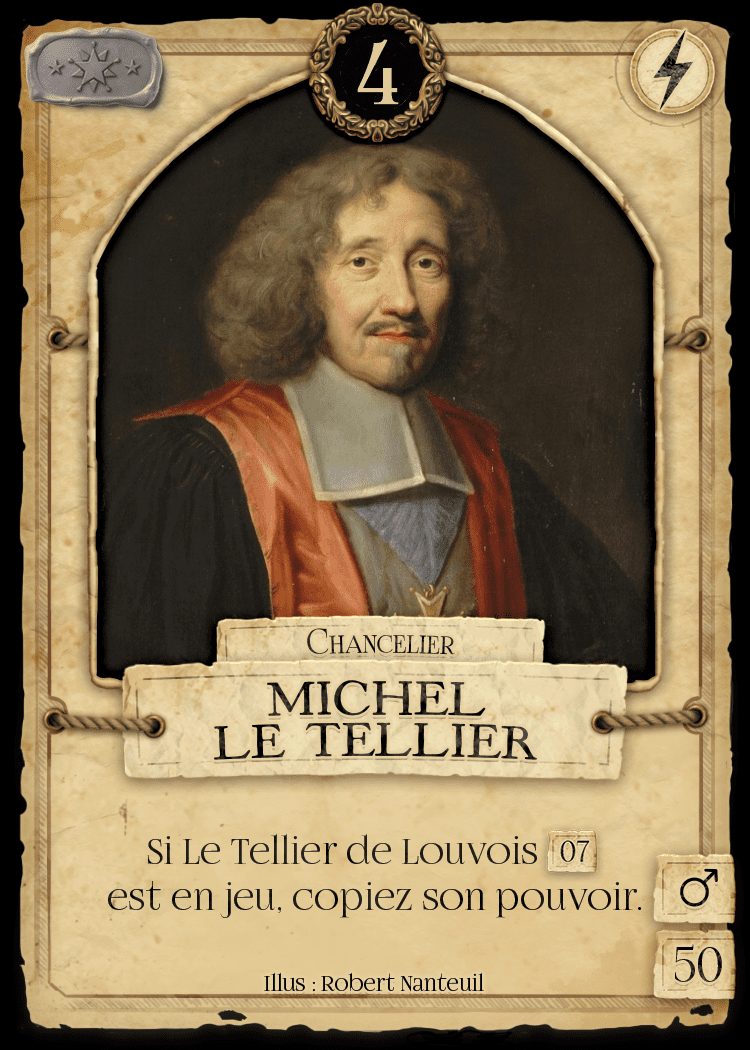 4
CHANCELIER
MICHEL
LE TELLIER
Si Le Tellier de Louvois 07
est en jeu, copiez son pouvoir.
♂
50
Illus : Robert Nanteuil